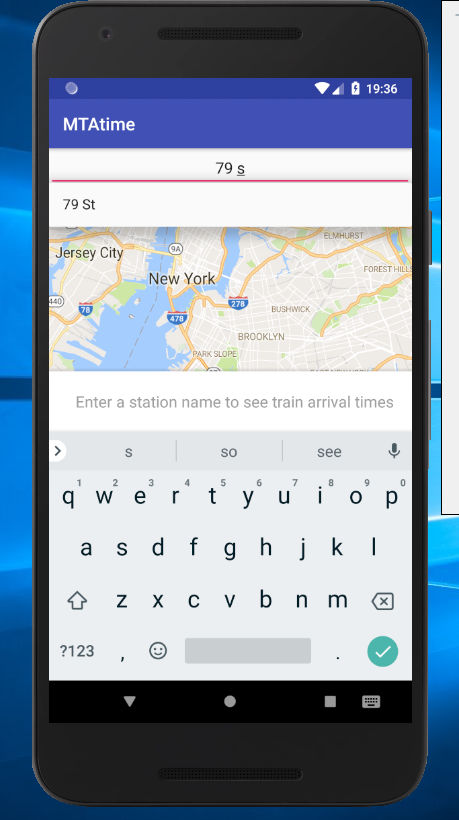 19:36
MTAtime
79 s
79 St
ELMHURST
Jersey City
9A
New York
FOREST HILLS
440
78
278
478
BUSHWICK
BROOKLYN
PARK SLOPE
Enter a station name to see train arrival times
s so see
1 2 3 4 5 6 7 8 9 0
q w e r t y u i o p
a s d f g h j k l
z x c v b n m
?123 , .